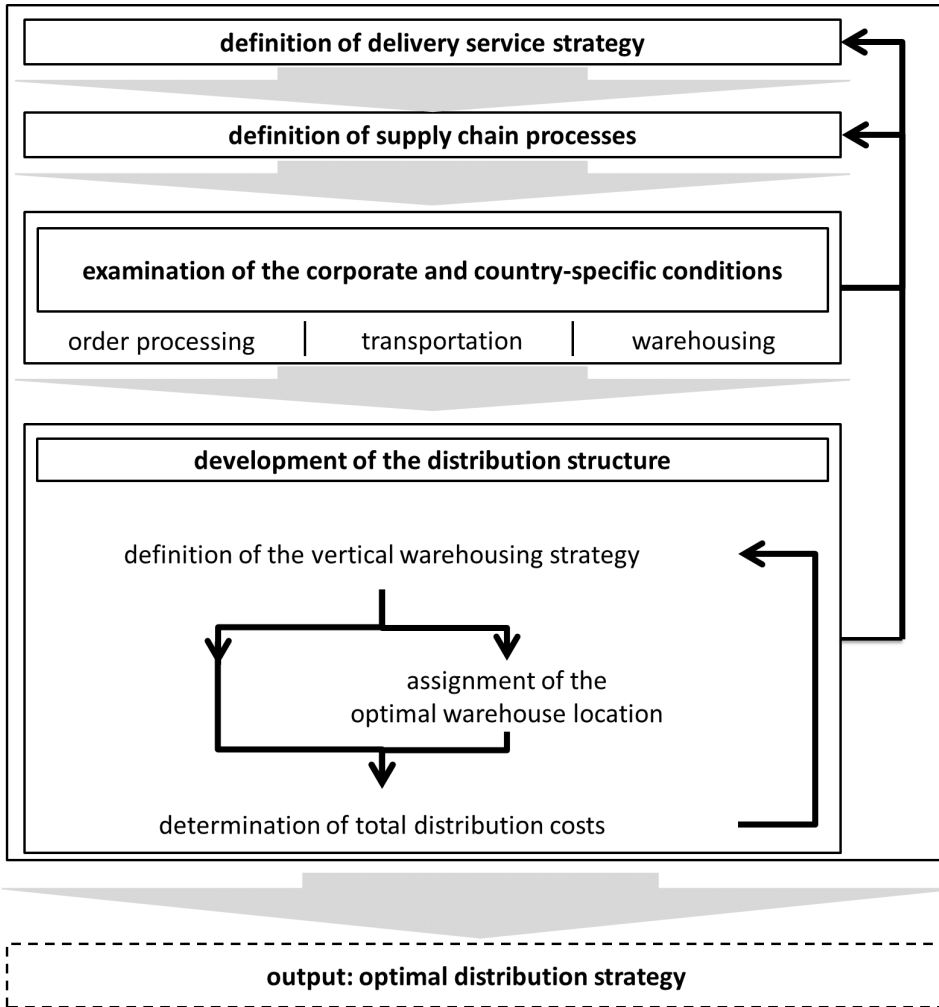 definition of delivery service strategy
definition of supply chain processes
examination of the corporate and country-specific conditions
order processing
transportation
warehousing
development of the distribution structure
definition of the vertical warehousing strategy
assignment of the
optimal warehouse location
determination of total distribution costs
output: optimal distribution strategy